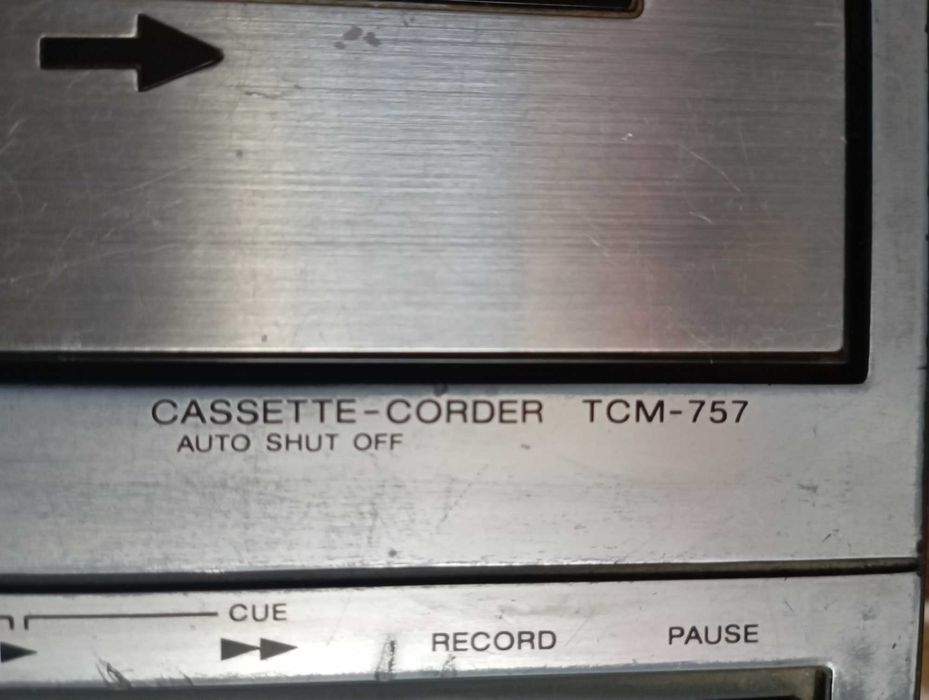 CASSETTE-CORDER TCM-757
AUTO SHUT OFF
CUE
RECORD PAUSE